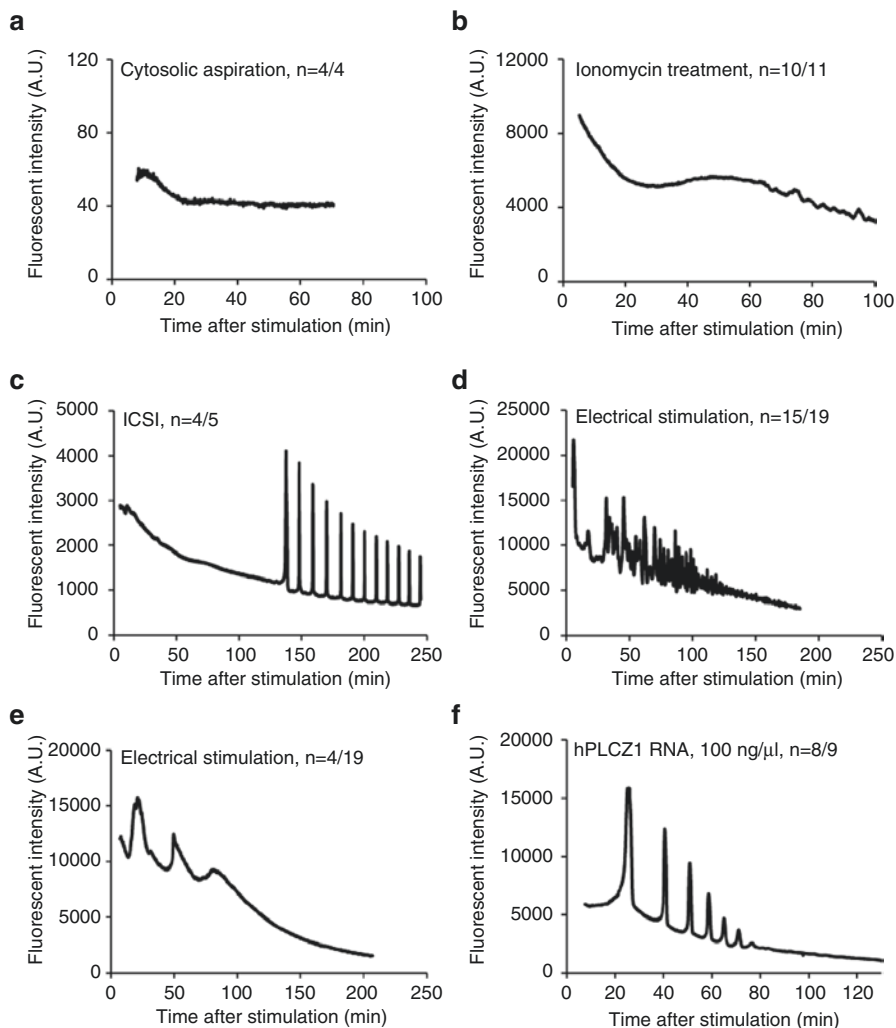 a
Cytosolic aspiration, n=4/4
Fluorescent intensity (A.U.)
120
80
40
0
0 20 40 60 80 100
Time after stimulation (min)
b
Ionomycin treatment, n=10/11
Fluorescent intensity (A.U.)
12000
8000
4000
0
0 20 40 60 80 100
Time after stimulation (min)
c
ICSI, n=4/5
Fluorescent intensity (A.U.)
5000
4000
3000
2000
1000
0
0 50 100 150 200 250
Time after stimulation (min)
d
Electrical stimulation, n=15/19
Fluorescent intensity (A.U.)
25000
20000
15000
10000
5000
0
0 50 100 150 200 250
Time after stimulation (min)
e
Electrical stimulation, n=4/19
Fluorescent intensity (A.U.)
20000
15000
10000
5000
0
0 50 100 150 200 250
Time after stimulation (min)
f
hPLCZ1 RNA, 100 ng/μl, n=8/9
Fluorescent intensity (A.U.)
20000
15000
10000
5000
0
0 20 40 60 80 100 120
Time after stimulation (min)